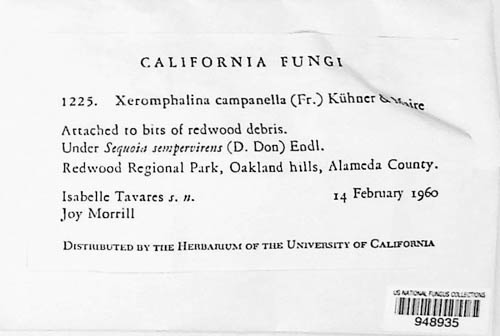 CALIFORNIA FUNGI
1225. Xeromphalina campanella (Fr.) Kühner & Maire
Attached to bits of redwood debris.
Under Sequoia sempervirens (D. Don) Endl.
Redwood Regional Park, Oakland hills, Alameda County.
Isabelle Tavares s. n. 14 February 1960
Joy Morrill
DISTRIBUTED BY THE HERBARIUM OF THE UNIVERSITY OF CALIFORNIA
US NATIONAL FUNGUS COLLECTIONS
948935